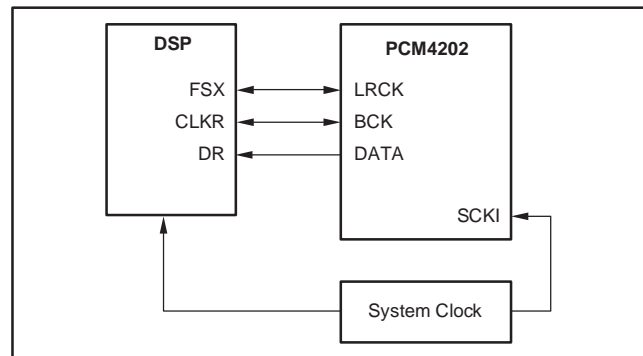 DSP
FSX
CLKR
DR
PCM4202
LRCK
BCK
DATA
SCKI
System Clock